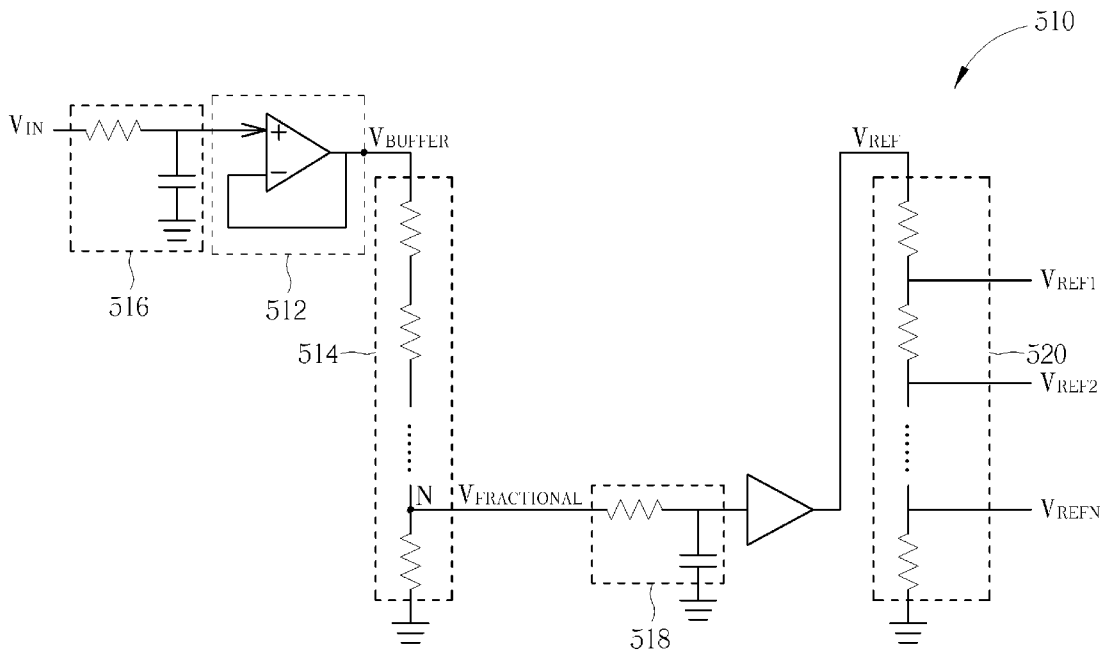 510
VIN
+
−
VBUFFER
VREF
516
512
514
VREF1
520
VREF2
N
VFRACTIONAL
VREFN
518